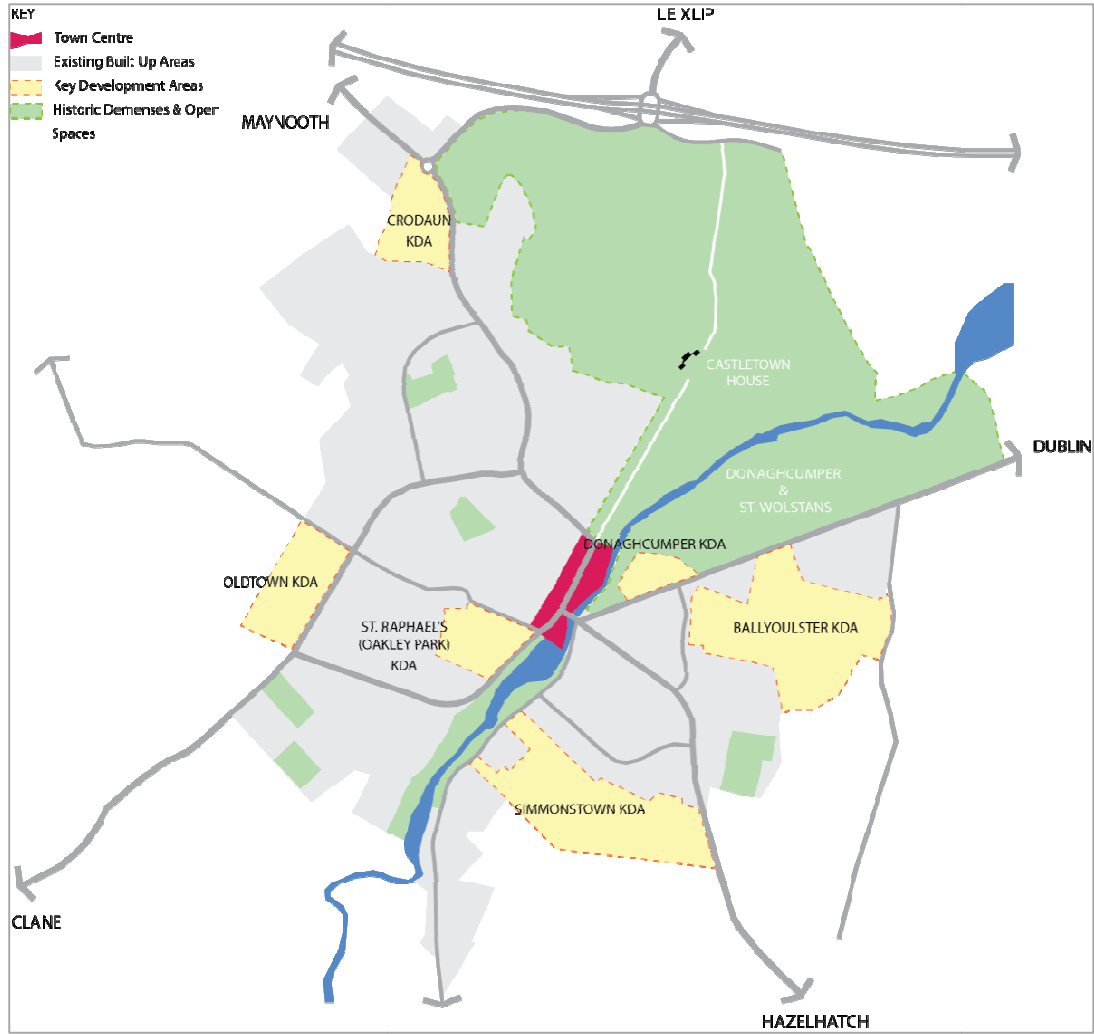 KEY
Town Centre
Existing Built Up Areas
Key Development Areas
Historic Demenses & Open
Spaces
LE XLIP
MAYNOOTH
CRODAUN
KDA
CASTLETOWN
HOUSE
DUBLIN
DONAGHCUMPER
&
ST. WOLSTANS
DONAGHCUMPER KDA
OLDTOWN KDA
ST. RAPHAEL'S
(OAKLEY PARK)
KDA
BALLYOULSTER KDA
SIMMONSTOWN KDA
CLANE
HAZELHATCH